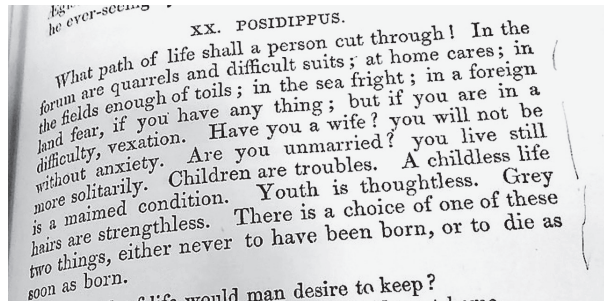 he ever-seeing
XX. POSIDIPPUS.
What path of life shall a person cut through! In the
forum are quarrels and difficult suits; at home cares; in
the fields enough of toils; in the sea fright; in a foreign
land fear, if you have any thing; but if you are in a
difficulty, vexation. Have you a wife? you will not be
without anxiety. Are you unmarried? you live still
more solitarily. Children are troubles. A childless life
is a maimed condition. Youth is thoughtless. Grey
hairs are strengthless. There is a choice of one of these
two things, either never to have been born, or to die as
soon as born.
of life would man desire to keep?